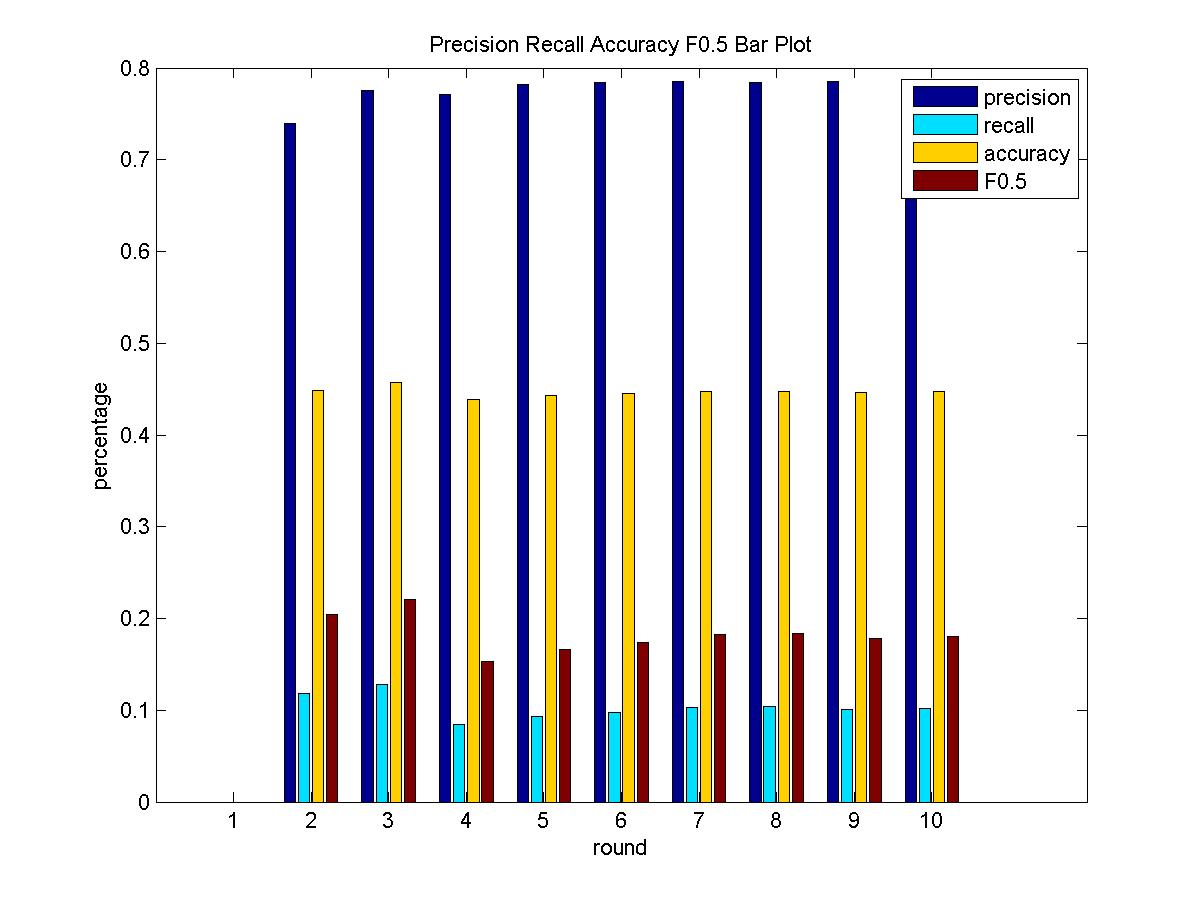 Precision Recall Accuracy F0.5 Bar Plot
0.8
0.7
0.6
0.5
0.4
0.3
0.2
0.1
0
percentage
precision
recall
accuracy
F0.5
1 2 3 4 5 6 7 8 9 10
round